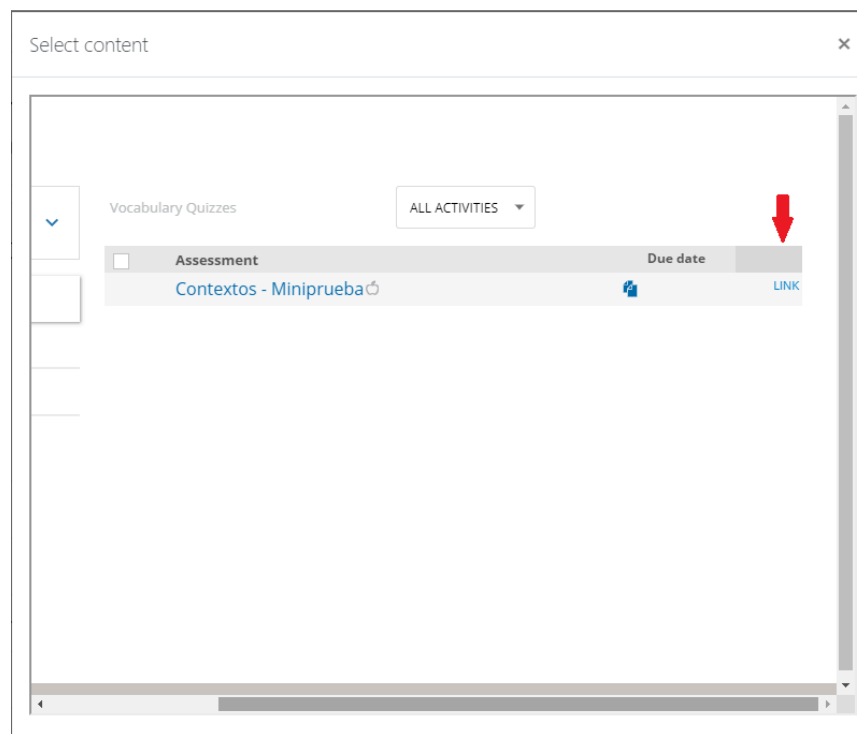 Select content
Vocabulary Quizzes
ALL ACTIVITIES
Assessment Due date
Contextos - Miniprueba LINK